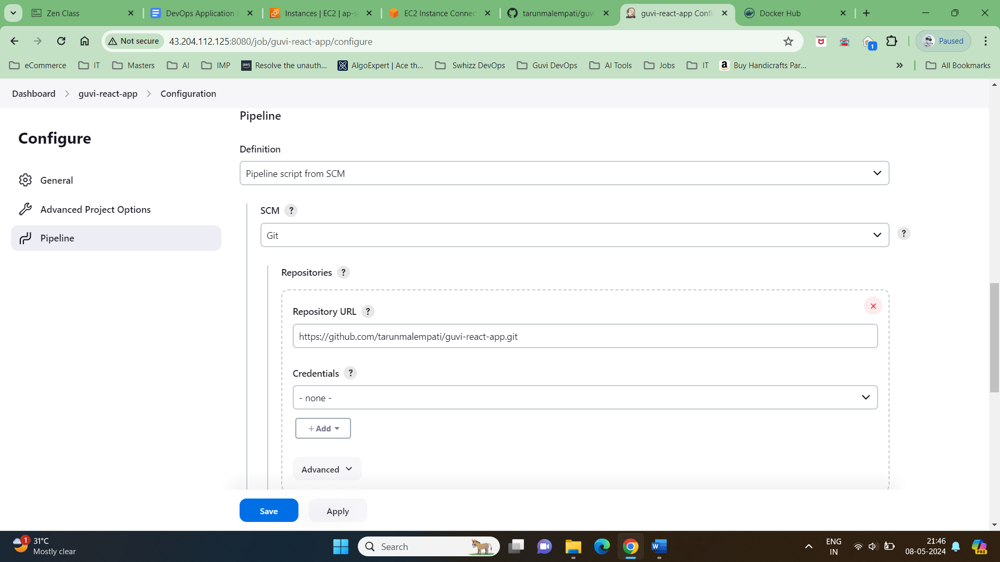 Zen Class
DevOps Application D
Instances | EC2 | ap-s
EC2 Instance Connec
tarunmalempati/guvi
guvi-react-app Confi
Docker Hub
Not secure
43.204.112.125:8080/job/guvi-react-app/configure
1
Paused
eCommerce
IT
Masters
AI
IMP
aws
Resolve the unauth...
AlgoExpert | Ace th...
Swhizz DevOps
Guvi DevOps
AI Tools
Jobs
IT
a
Buy Handicrafts Par...
All Bookmarks
Dashboard
guvi-react-app
Configuration
Configure
General
Advanced Project Options
Pipeline
Pipeline
Definition
Pipeline script from SCM
SCM ?
Git
?
Repositories ?
Repository URL ?
https://github.com/tarunmalempati/guvi-react-app.git
Credentials ?
- none -
+ Add
Advanced
Save
Apply
1
31°C
Mostly clear
Search
W
ENG
IN
21:46
08-05-2024
PRE